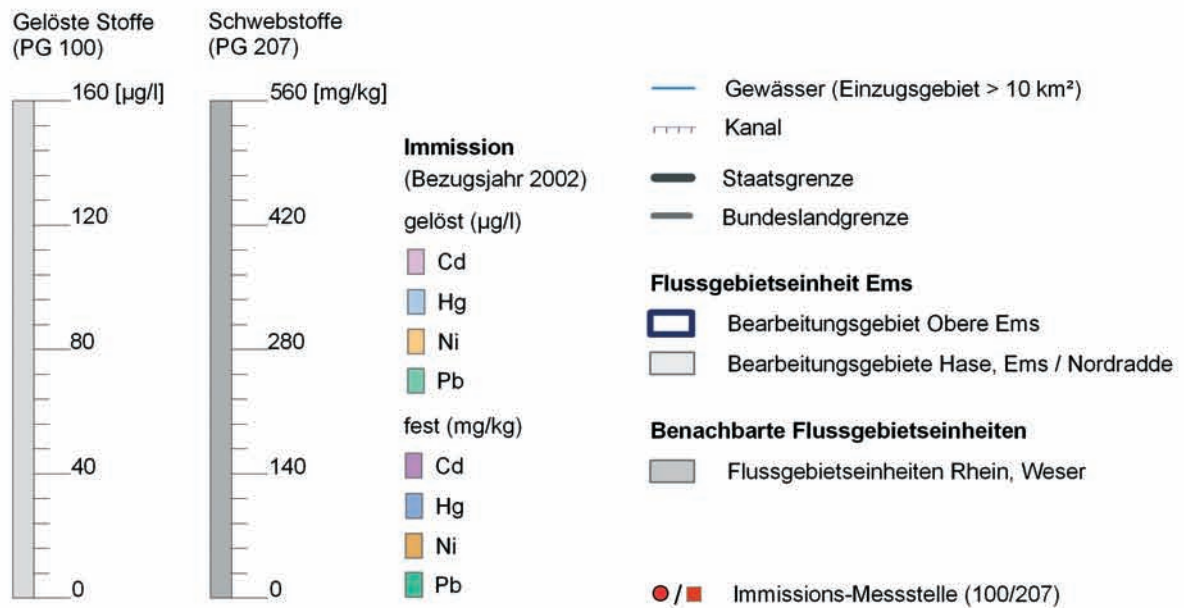 Gelöste Stoffe
(PG 100)
160 [µg/l]
120
80
40
0
Schwebstoffe
(PG 207)
560 [mg/kg]
420
280
140
0
Immission
(Bezugsjahr 2002)
gelöst (µg/l)
Cd
Hg
Ni
Pb
fest (mg/kg)
Cd
Hg
Ni
Pb
Gewässer (Einzugsgebiet > 10 km²)
Kanal
Staatsgrenze
Bundeslandgrenze
Flussgebietseinheit Ems
Bearbeitungsgebiet Obere Ems
Bearbeitungsgebiete Hase, Ems / Nordradde
Benachbarte Flussgebietseinheiten
Flussgebietseinheiten Rhein, Weser
/ Immissions-Messstelle (100/207)